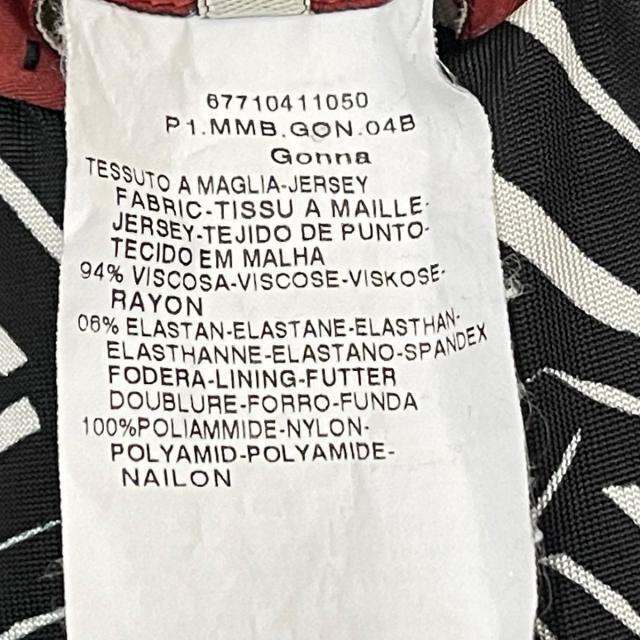 67710411050
P1.MMB.GON.04B
Gonna
TESSUTO A MAGLIA-JERSEY
FABRIC-TISSU A MAILLE-
JERSEY-TEJIDO DE PUNTO-
TECIDO EM MALHA
94% VISCOSA-VISCOSE-VISKOSE-
RAYON
06% ELASTAN-ELASTANE-ELASTHAN-
ELASTHANNE-ELASTANO-SPANDEX
FODERA-LINING-FUTTER
DOUBLURE-FORRO-FUNDA
100%POLIAMMIDE-NYLON-
POLYAMID-POLYAMIDE-
NAILON